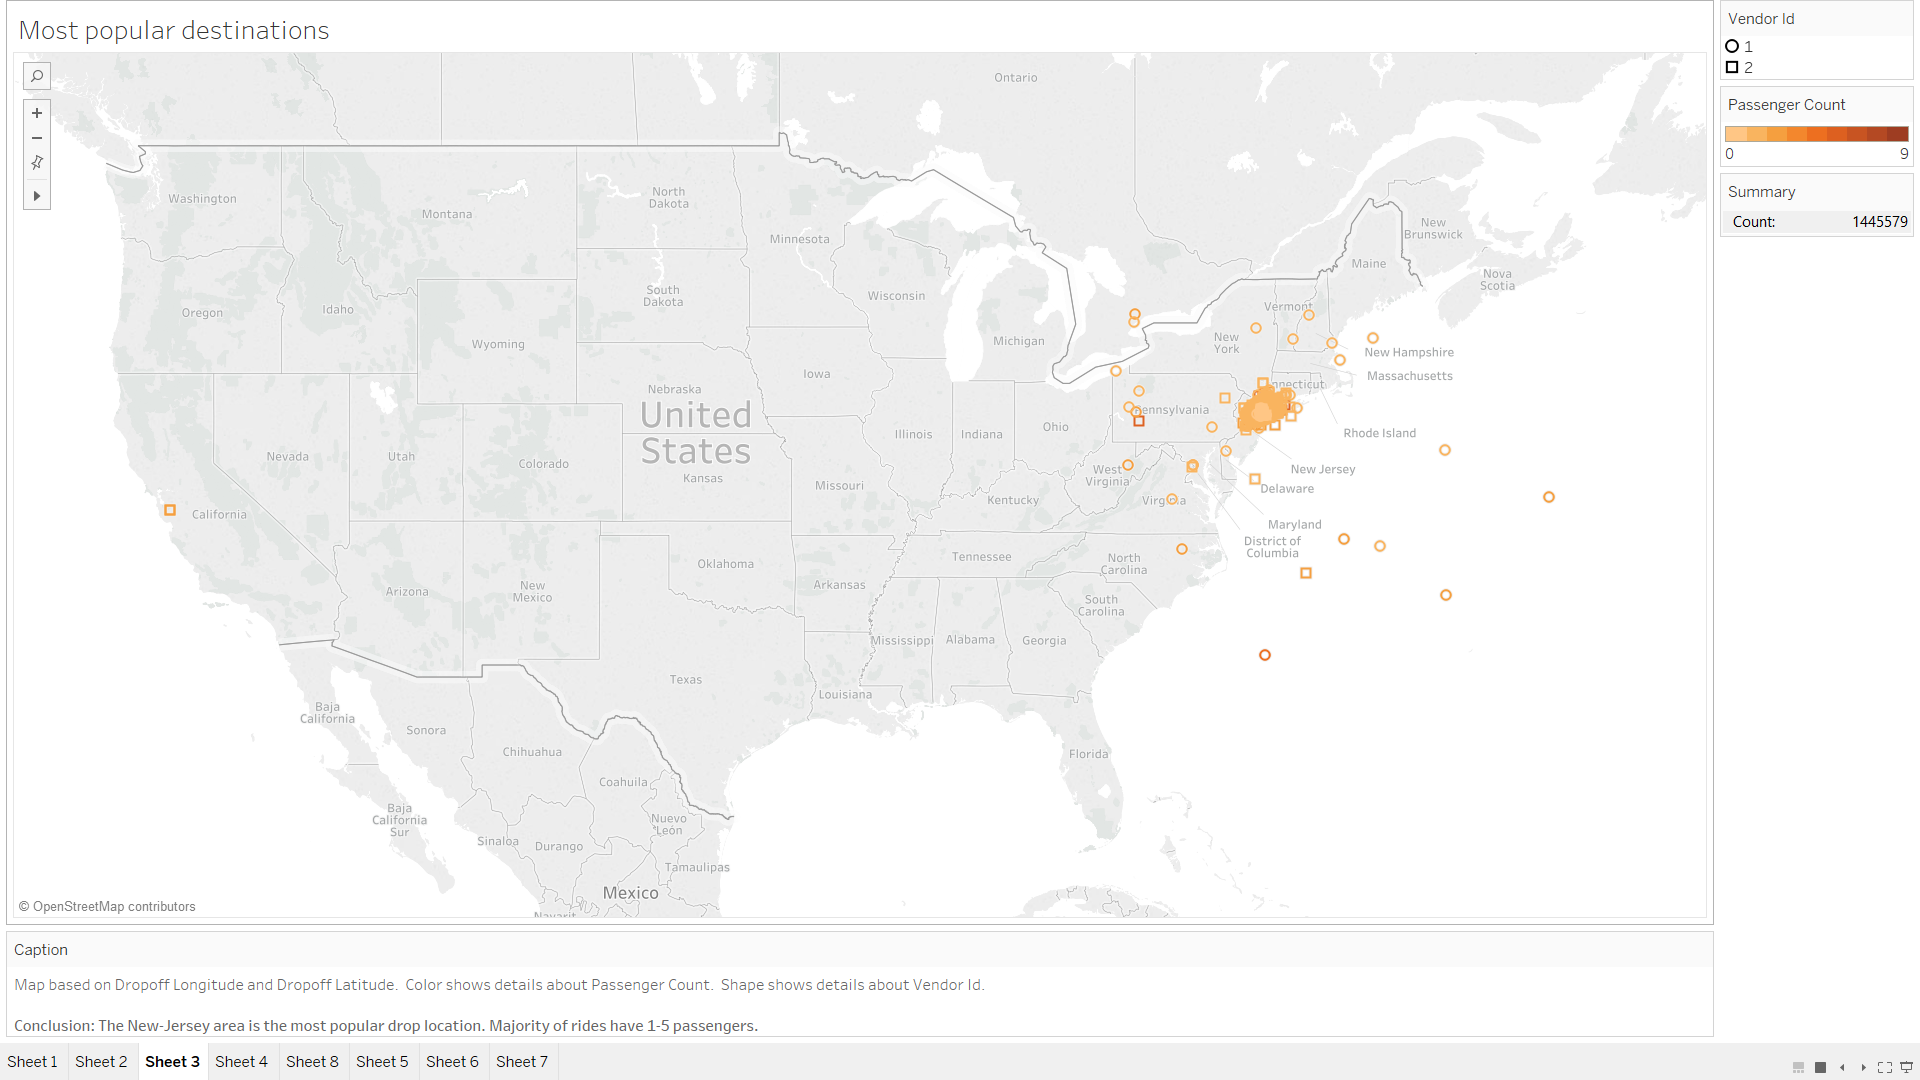 Most popular destinations
Vendor Id
1
2
Passenger Count
0 9
Summary
Count: 1445579
Ontario
Washington
Montana
North
Dakota
Minnesota
New
Brunswick
Maine
Nova
Scotia
Oregon
Idaho
South
Dakota
Wisconsin
Vermont
Wyoming
Michigan
New
York
New Hampshire
Massachusetts
Iowa
Nebraska
nnecticut
United
States
Pennsylvania
Illinois
Indiana
Ohio
Rhode Island
Nevada
Utah
Colorado
Kansas
Missouri
West
Virginia
New Jersey
Delaware
Kentucky
Virginia
California
Maryland
District of
Columbia
Tennessee
North
Carolina
Oklahoma
Arkansas
Arizona
New
Mexico
South
Carolina
Mississippi
Alabama
Georgia
Texas
Louisiana
Baja
California
Sonora
Chihuahua
Florida
Coahuila
Baja
California
Sur
Nuevo
León
Sinaloa
Durango
Tamaulipas
Mexico
Nayarit
© OpenStreetMap contributors
Caption
Map based on Dropoff Longitude and Dropoff Latitude. Color shows details about Passenger Count. Shape shows details about Vendor Id.
Conclusion: The New-Jersey area is the most popular drop location. Majority of rides have 1-5 passengers.
Sheet 1 Sheet 2 Sheet 3 Sheet 4 Sheet 8 Sheet 5 Sheet 6 Sheet 7